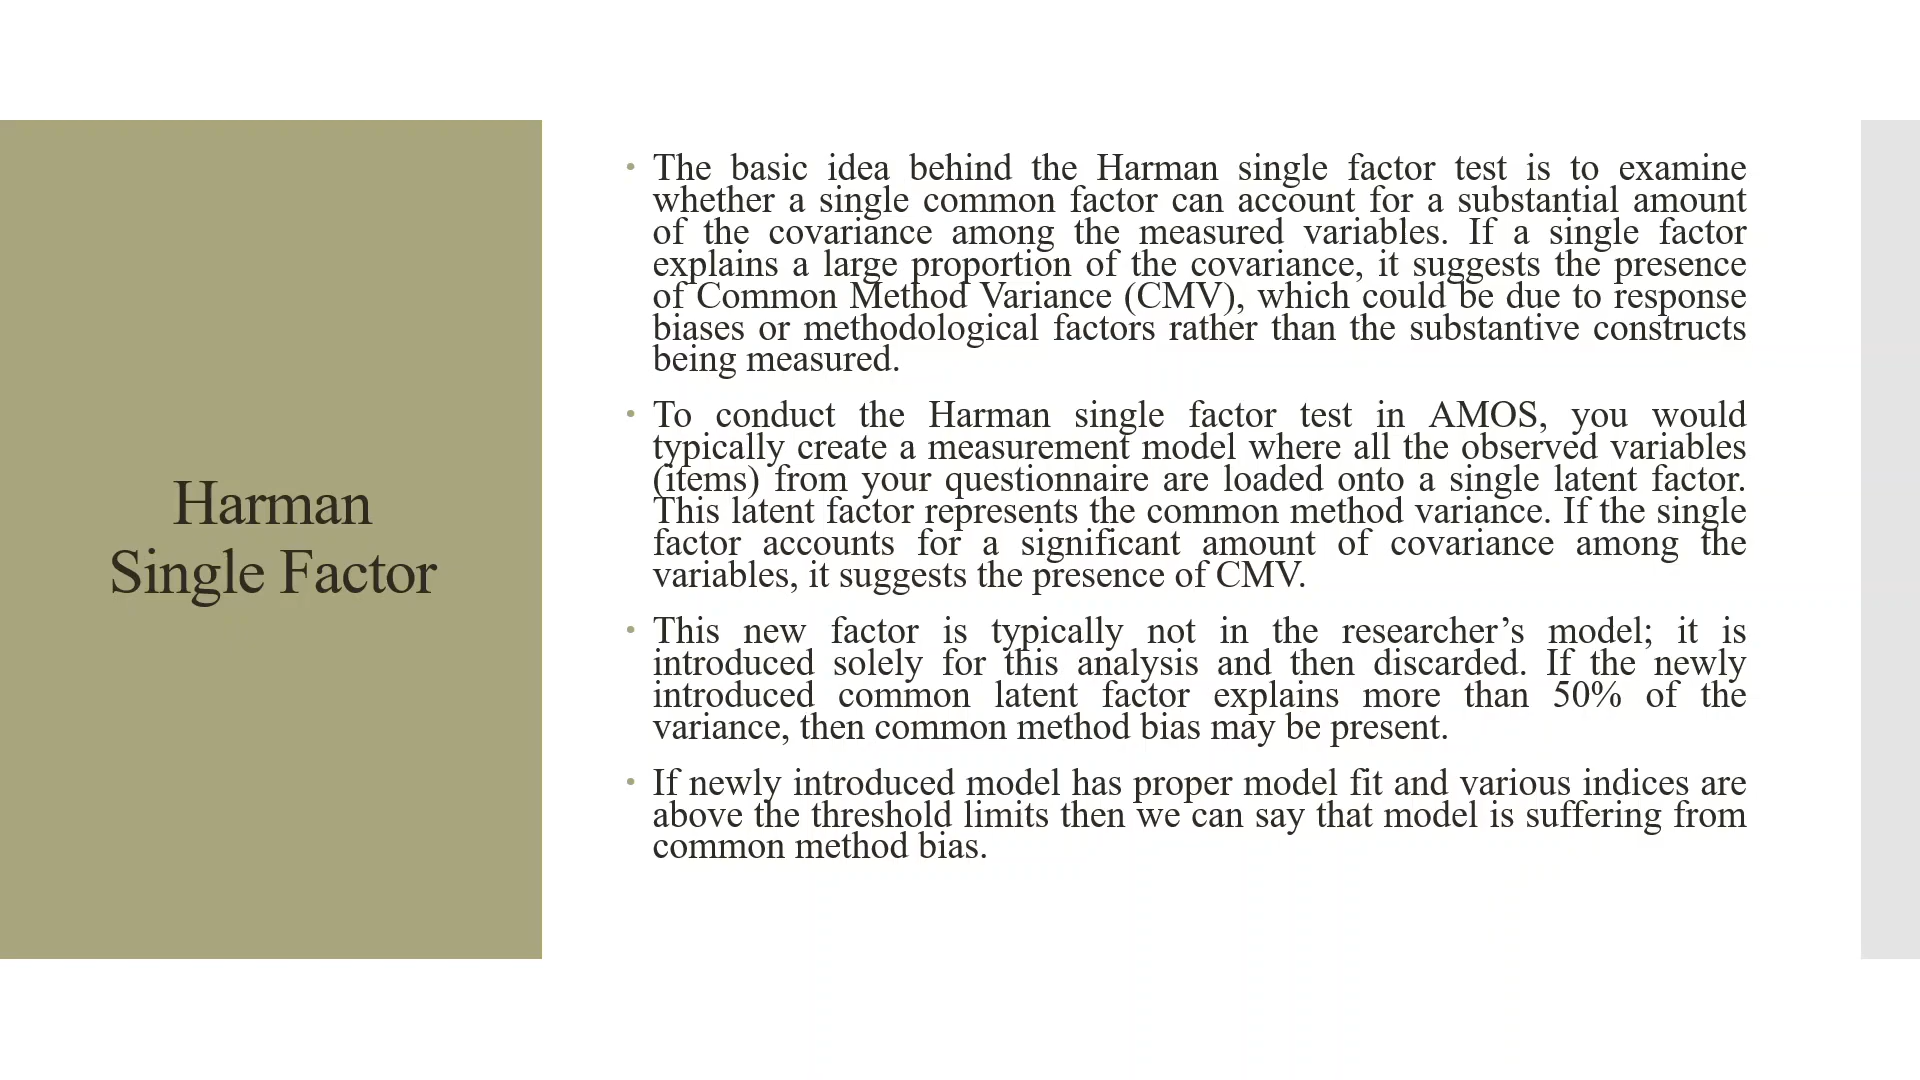 Harman
Single Factor
• The basic idea behind the Harman single factor test is to examine
whether a single common factor can account for a substantial amount
of the covariance among the measured variables. If a single factor
explains a large proportion of the covariance, it suggests the presence
of Common Method Variance (CMV), which could be due to response
biases or methodological factors rather than the substantive constructs
being measured.
• To conduct the Harman single factor test in AMOS, you would
typically create a measurement model where all the observed variables
(items) from your questionnaire are loaded onto a single latent factor.
This latent factor represents the common method variance. If the single
factor accounts for a significant amount of covariance among the
variables, it suggests the presence of CMV.
• This new factor is typically not in the researcher’s model; it is
introduced solely for this analysis and then discarded. If the newly
introduced common latent factor explains more than 50% of the
variance, then common method bias may be present.
• If newly introduced model has proper model fit and various indices are
above the threshold limits then we can say that model is suffering from
common method bias.